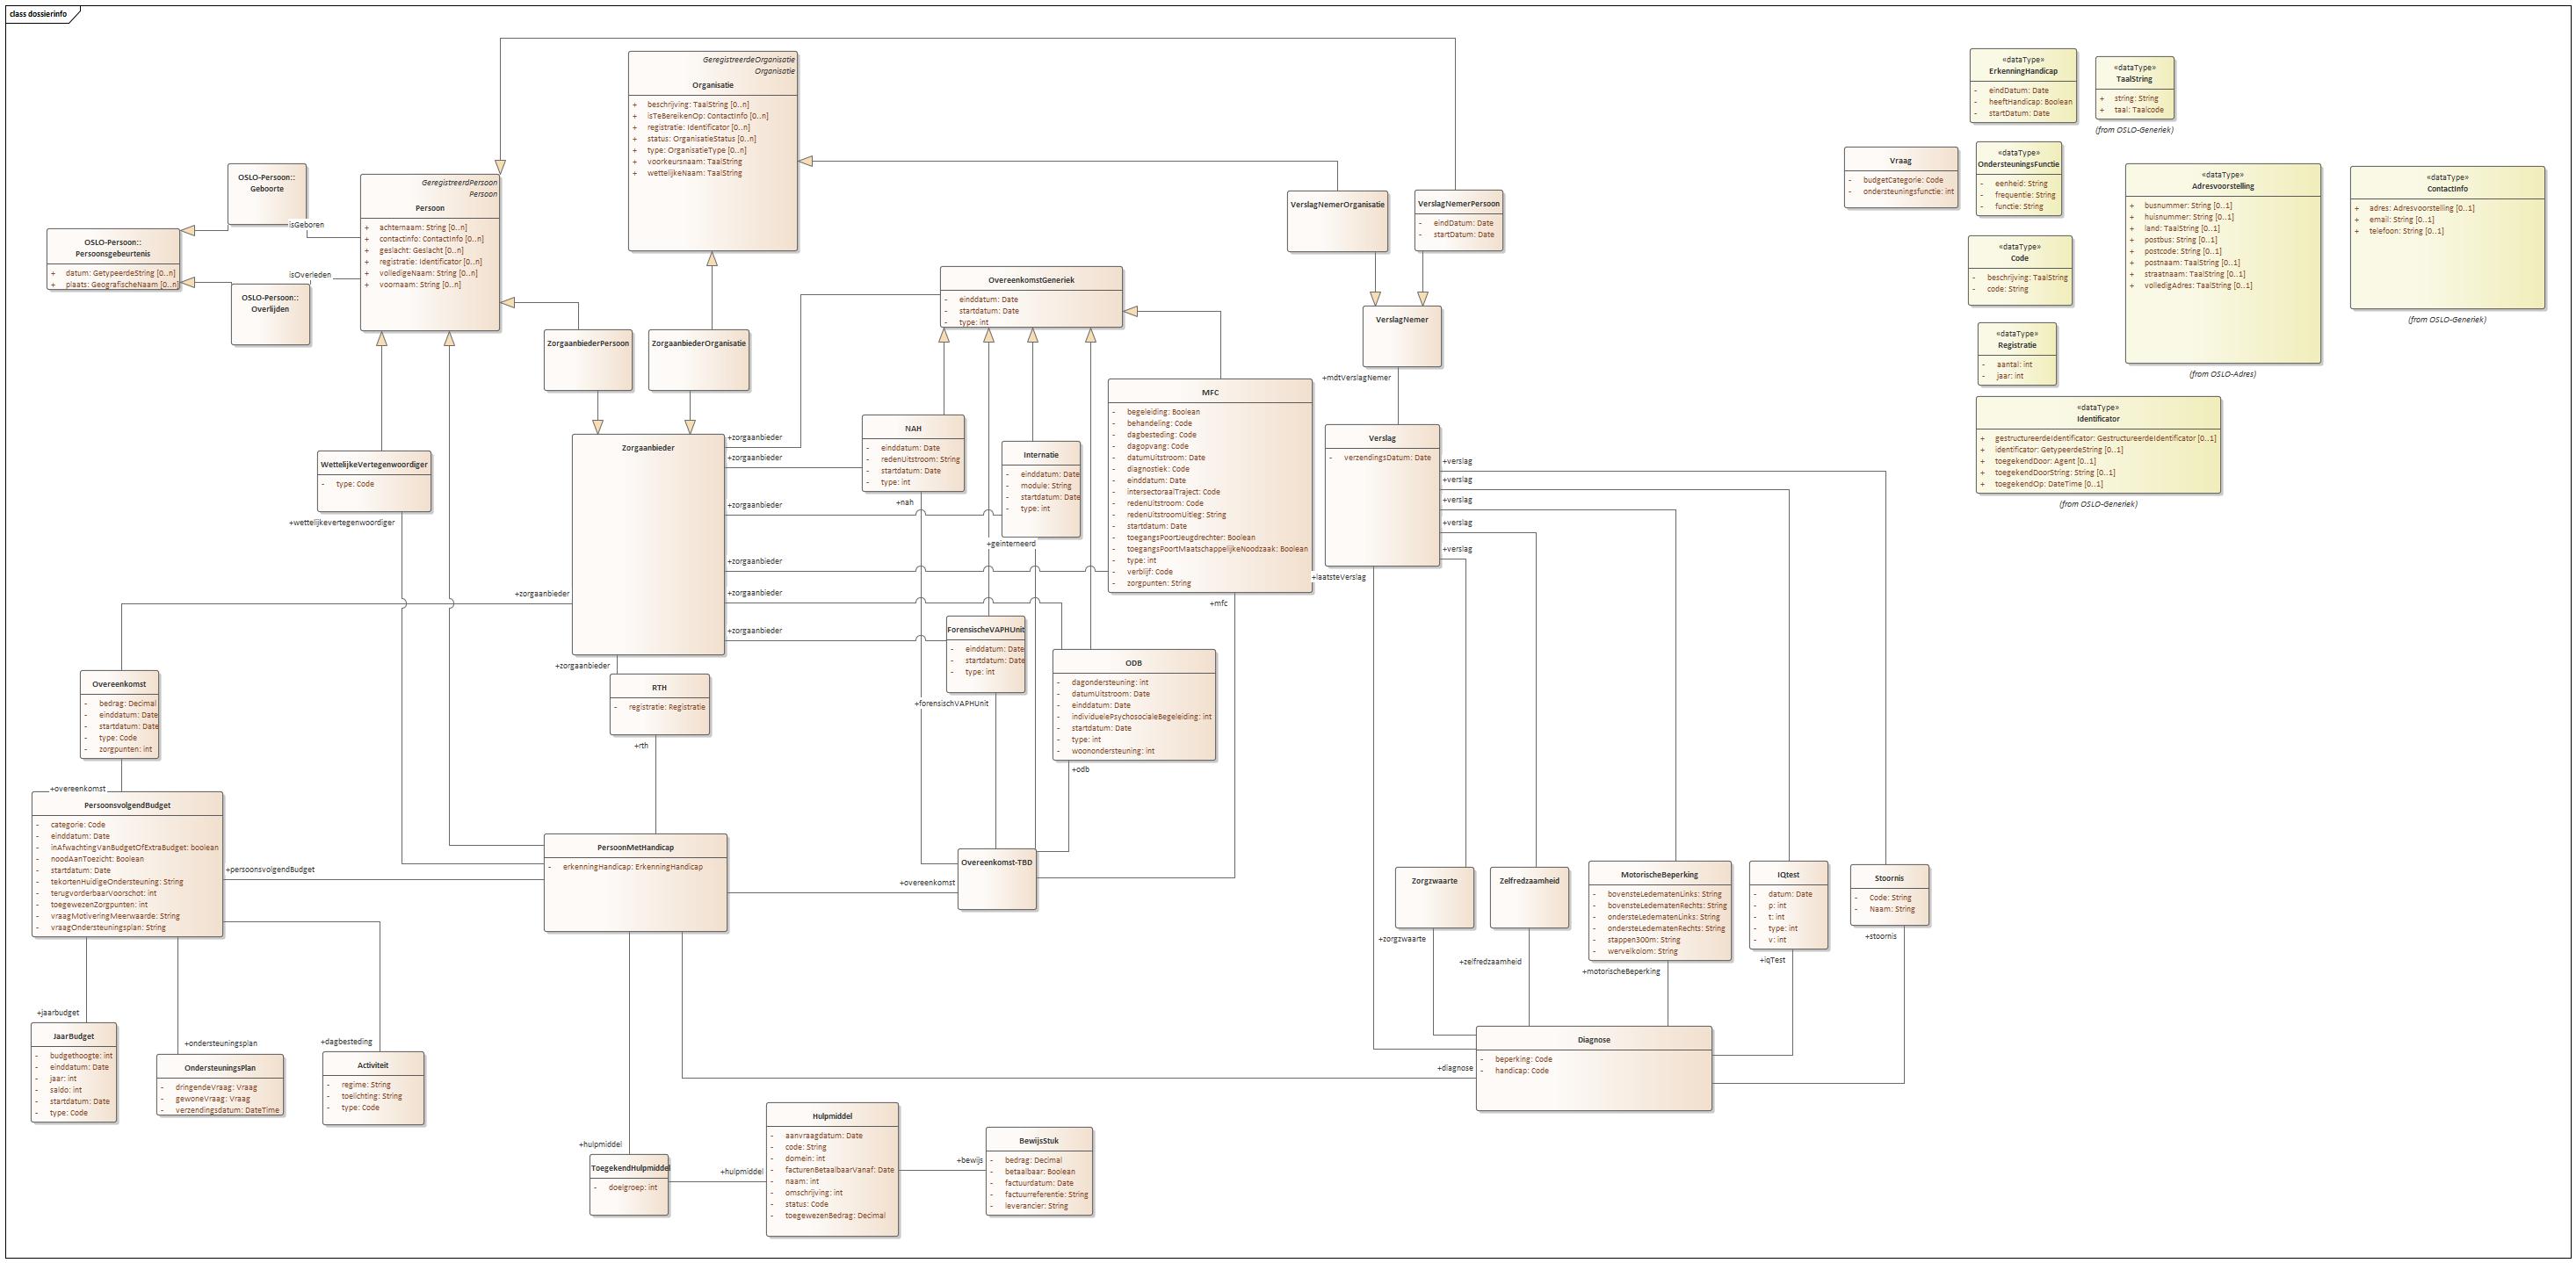 class dossierinfo
GeregistreerdeOrganisatie
Organisatie
Organisatie
+ beschrijving: TaalString [0..n]
+ isTeBereikenOp: ContactInfo [0..n]
+ registratie: Identificator [0..n]
+ status: OrganisatieStatus [0..n]
+ type: OrganisatieType [0..n]
+ voorkeursnaam: TaalString
+ wettelijkeNaam: TaalString
OSLO-Persoon::
Geboorte
isGeboren
OSLO-Persoon::
Persoonsgebeurtenis
+ datum: GetypeerdeString [0..n]
+ plaats: GeografischeNaam [0..n]
isOverleden
OSLO-Persoon::
Overlijden
GeregistreerdPersoon
Persoon
Persoon
+ achternaam: String [0..n]
+ contactinfo: ContactInfo [0..n]
+ geslacht: Geslacht [0..n]
+ registratie: Identificator [0..n]
+ volledigeNaam: String [0..n]
+ voornaam: String [0..n]
ZorgaanbiederPersoon
ZorgaanbiederOrganisatie
OvereenkomstGeneriek
- einddatum: Date
- startdatum: Date
- type: int
VerslagNemerOrganisatie
VerslagNemerPersoon
- eindDatum: Date
- startDatum: Date
VerslagNemer
+mdtVerslagNemer
«dataType»
ErkenningHandicap
- eindDatum: Date
- heeftHandicap: Boolean
- startDatum: Date
«dataType»
TaalString
+ string: String
+ taal: Taalcode
(from OSLO-Generiek)
Vraag
- budgetCategorie: Code
- ondersteuningsfunctie: int
«dataType»
OndersteuningsFunctie
- eenheid: String
- frequentie: String
- functie: String
«dataType»
Adresvoorstelling
+ busnummer: String [0..1]
+ huisnummer: String [0..1]
+ land: TaalString [0..1]
+ postbus: String [0..1]
+ postcode: String [0..1]
+ postnaam: TaalString [0..1]
+ straatnaam: TaalString [0..1]
+ volledigAdres: TaalString [0..1]
(from OSLO-Adres)
«dataType»
ContactInfo
+ adres: Adresvoorstelling [0..1]
+ email: String [0..1]
+ telefoon: String [0..1]
(from OSLO-Generiek)
«dataType»
Code
- beschrijving: TaalString
- code: String
«dataType»
Registratie
- aantal: int
- jaar: int
«dataType»
Identificator
+ gestructureerdeIdentificator: GestructureerdeIdentificator [0..1]
+ identificator: GetypeerdeString [0..1]
+ toegekendDoor: Agent [0..1]
+ toegekendDoorString: String [0..1]
+ toegekendOp: DateTime [0..1]
(from OSLO-Generiek)
WettelijkeVertegenwoordiger
- type: Code
+wettelijkevertegenwoordiger
Zorgaanbieder
+zorgaanbieder
+zorgaanbieder
+zorgaanbieder
+zorgaanbieder
+zorgaanbieder
+zorgaanbieder
+zorgaanbieder
+zorgaanbieder
NAH
- einddatum: Date
- redenUitstroom: String
- startdatum: Date
- type: int
+nah
Internatie
- einddatum: Date
- module: String
- startdatum: Date
- type: int
+geinterneerd
MFC
- begeleiding: Boolean
- behandeling: Code
- dagbesteding: Code
- dagopvang: Code
- datumUitstroom: Date
- diagnostiek: Code
- einddatum: Date
- intersectoraalTraject: Code
- redenUitstroom: Code
- redenUitstroomUitleg: String
- startdatum: Date
- toegangsPoortJeugdrechter: Boolean
- toegangsPoortMaatschappelijkeNoodzaak: Boolean
- type: int
- verblijf: Code
- zorgpunten: String
+mfc
Verslag
- verzendingsDatum: Date
+verslag
+verslag
+verslag
+verslag
+verslag
+laatsteVerslag
ForensischeVAPHUnit
- einddatum: Date
- startdatum: Date
- type: int
+forensischVAPHUnit
ODB
- dagondersteuning: int
- datumUitstroom: Date
- einddatum: Date
- individuelePsychosocialeBegeleiding: int
- startdatum: Date
- type: int
- woonondersteuning: int
+odb
RTH
- registratie: Registratie
+rth
Overeenkomst
- bedrag: Decimal
- einddatum: Date
- startdatum: Date
- type: Code
- zorgpunten: int
+overeenkomst
PersoonsvolgendBudget
- categorie: Code
- einddatum: Date
- inAfwachtingVanBudgetOfExtraBudget: boolean
- noodAanToezicht: Boolean
- startdatum: Date
- tekortenHuidigeOndersteuning: String
- terugvorderbaarVoorschot: int
- toegewezenZorgpunten: int
- vraagMotiveringMeerwaarde: String
- vraagOndersteuningsplan: String
+persoonsvolgendBudget
PersoonMetHandicap
- erkenningHandicap: ErkenningHandicap
+overeenkomst
Overeenkomst-TBD
Zorgzwaarte
+zorgzwaarte
Zelfredzaamheid
+zelfredzaamheid
MotorischeBeperking
- bovensteLedematenLinks: String
- bovensteLedematenRechts: String
- ondersteLedematenLinks: String
- ondersteLedematenRechts: String
- stappen300m: String
- wervelkolom: String
+motorischeBeperking
IQtest
- datum: Date
- p: int
- t: int
- type: int
- v: int
+iqTest
Stoornis
- Code: String
- Naam: String
+stoornis
+jaarbudget
JaarBudget
- budgethoogte: int
- einddatum: Date
- jaar: int
- saldo: int
- startdatum: Date
- type: Code
+ondersteuningsplan
OndersteuningsPlan
- dringendeVraag: Vraag
- gewoneVraag: Vraag
- verzendingsdatum: DateTime
+dagbesteding
Activiteit
- regime: String
- toelichting: String
- type: Code
+diagnose
Diagnose
- beperking: Code
- handicap: Code
+hulpmiddel
ToegekendHulpmiddel
- doelgroep: int
+hulpmiddel
Hulpmiddel
- aanvraagdatum: Date
- code: String
- domein: int
- facturenBetaalbaarVanaf: Date
- naam: int
- omschrijving: int
- status: Code
- toegewezenBedrag: Decimal
+bewijs
BewijsStuk
- bedrag: Decimal
- betaalbaar: Boolean
- factuurdatum: Date
- factuurreferentie: String
- leverancier: String